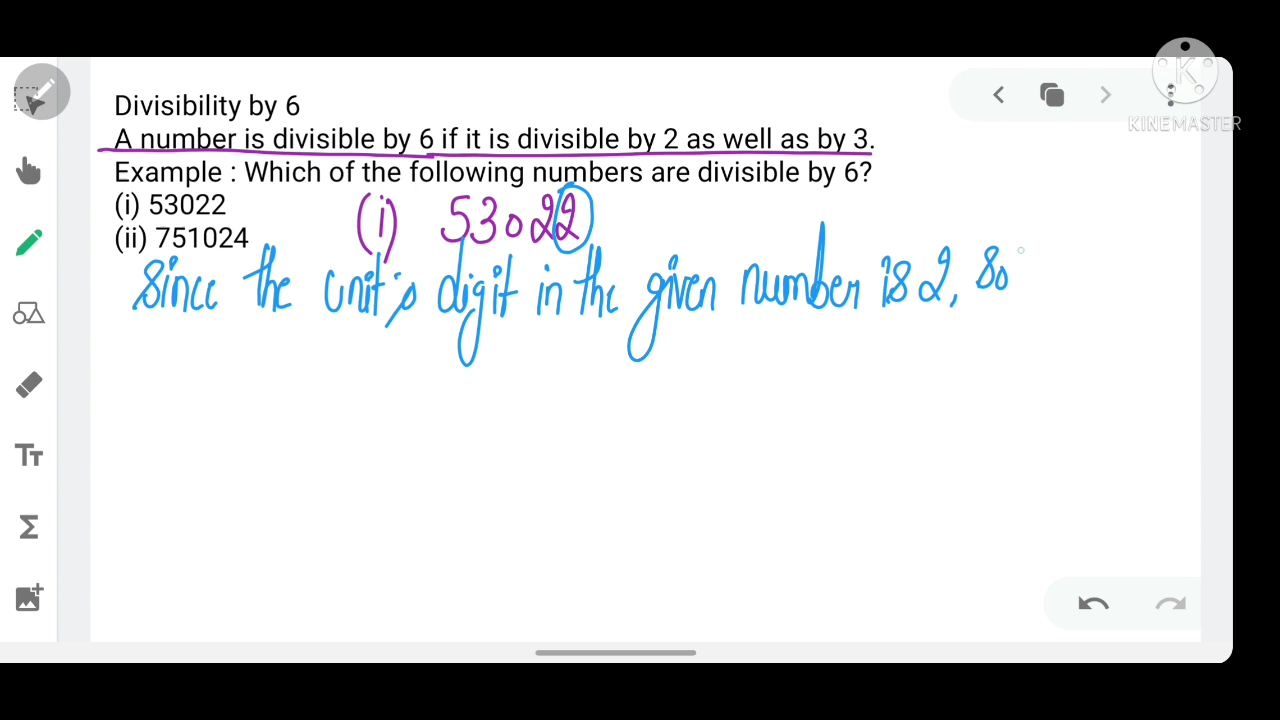 KINEMASTER
Divisibility by 6
A number is divisible by 6 if it is divisible by 2 as well as by 3.
Example : Which of the following numbers are divisible by 6?
(i) 53022
(ii) 751024
(i) 53022
Since the unit's digit in the given number is 2, so